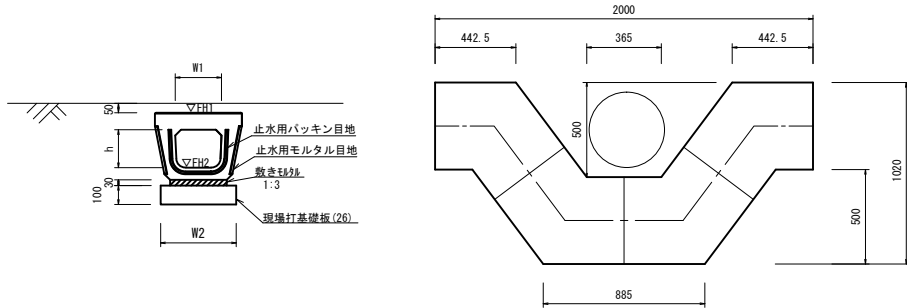 2000
442.5
365
442.5
W1
50
▽FH1
止水用パッキン目地
h
▽FH2
止水用モルタル目地
敷きモルタル
1:3
30
100
現場打基礎板(26)
W2
500
1020
500
885